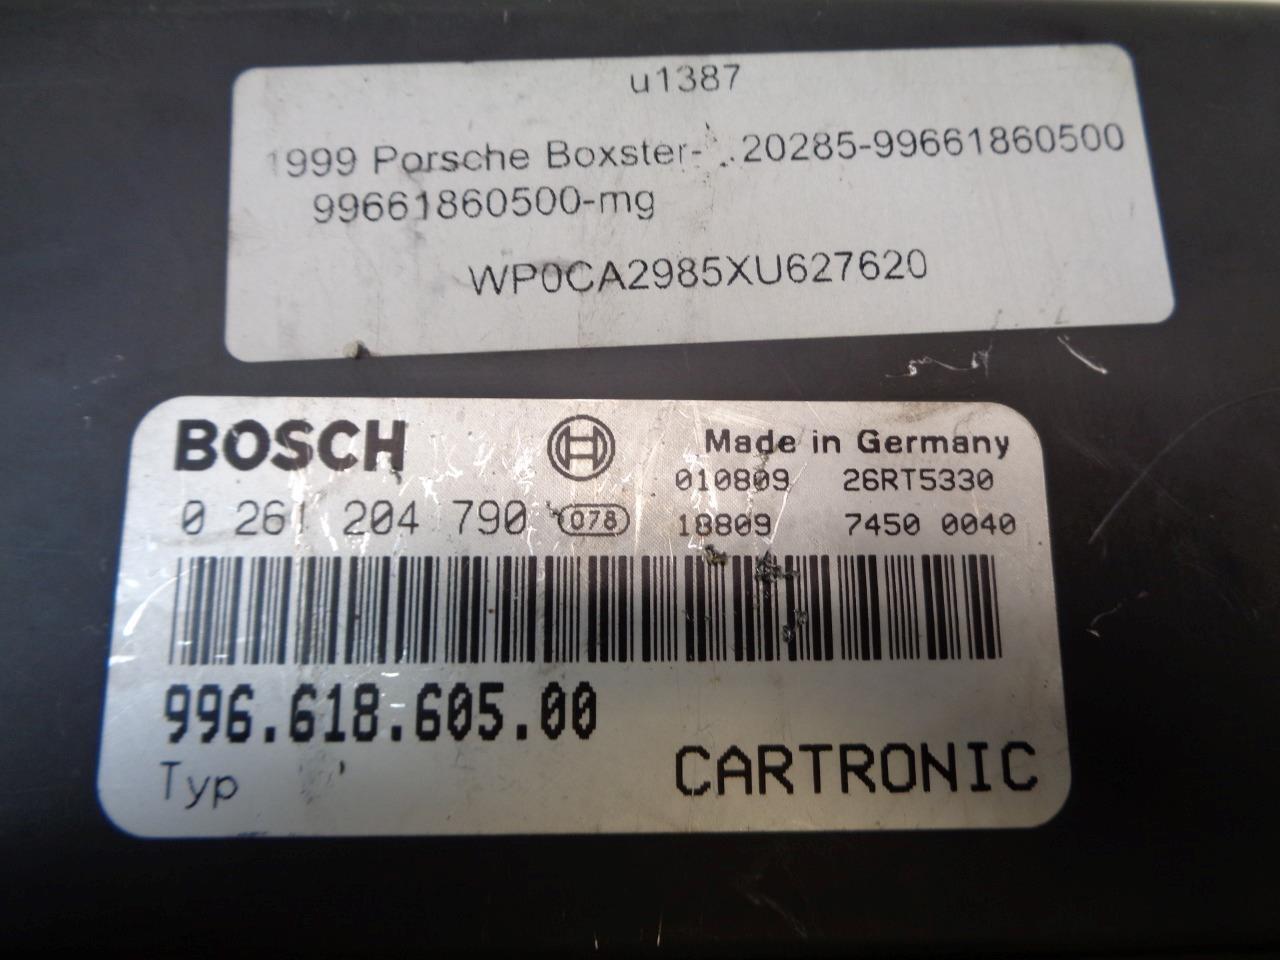 u1387
1999 Porsche Boxster- 20285-99661860500
99661860500-mg
WP0CA2985XU627620
BOSCH
Made in Germany
010809 26RT5330
0 261 204 790 078
18809 7450 0040
996.618.605.00
Typ
CARTRONIC